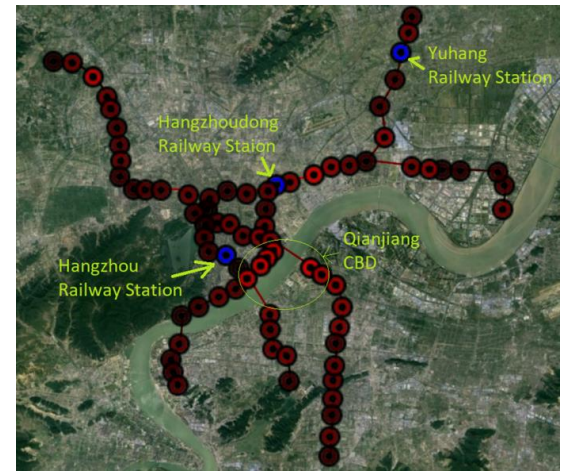 Yuhang
Railway Station
Hangzhoudong
Railway Staion
Qianjiang
CBD
Hangzhou
Railway Station